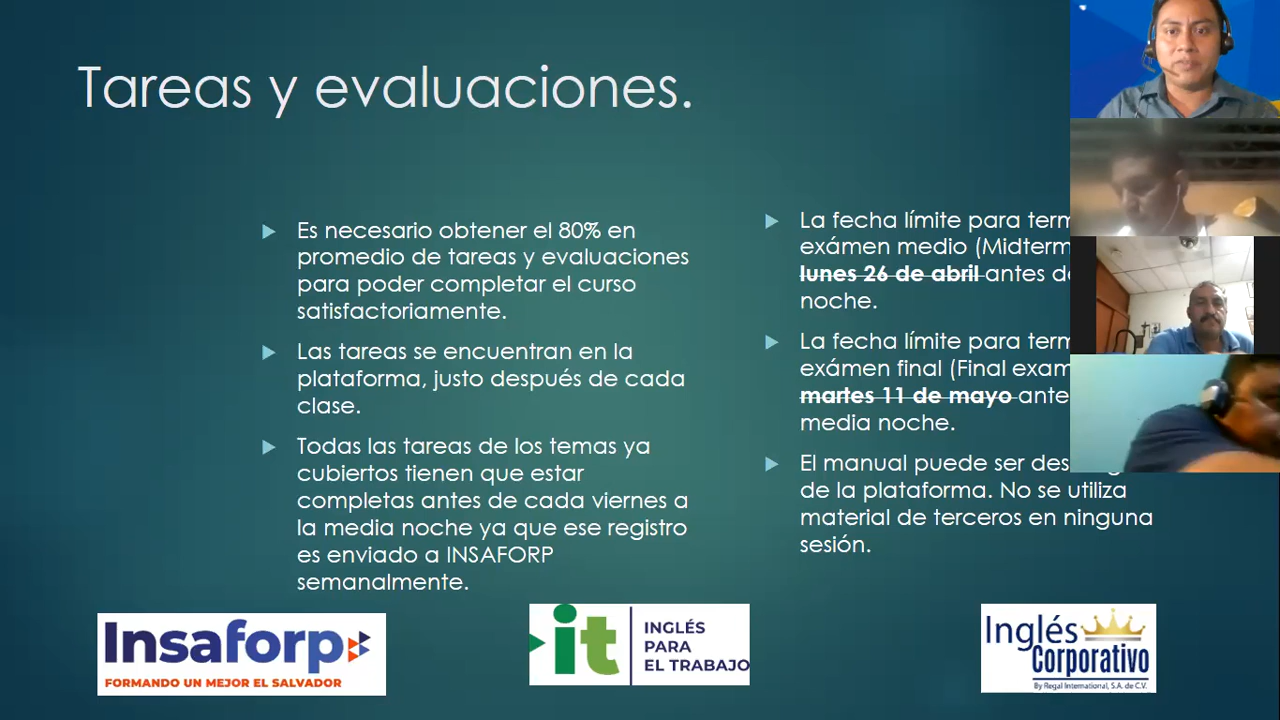 Tareas y evaluaciones.
Es necesario obtener el 80% en
promedio de tareas y evaluaciones
para poder completar el curso
satisfactoriamente.
Las tareas se encuentran en la
plataforma, justo después de cada
clase.
Todas las tareas de los temas ya
cubiertos tienen que estar
completas antes de cada viernes a
la media noche ya que ese registro
es enviado a INSAFORP
semanalmente.
La fecha límite para
exámen medio (Midterm
lunes 26 de abril antes
noche.
La fecha límite para
exámen final (Final exam
martes 11 de mayo
media noche.
El manual puede ser
de la plataforma. No se utiliza
material de terceros en ninguna
sesión.
Insaforp
FORMANDO UN MEJOR EL SALVADOR
it
INGLÉS
PARA
EL TRABAJO
Inglés
Corporativo
By Regal International, S.A. de C.V.